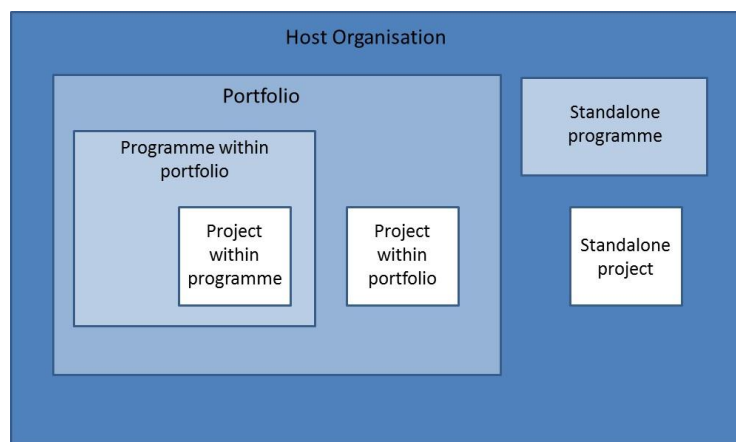 Host Organisation
Portfolio
Standalone
programme
Programme within
portfolio
Project
within
programme
Project
within
portfolio
Standalone
project